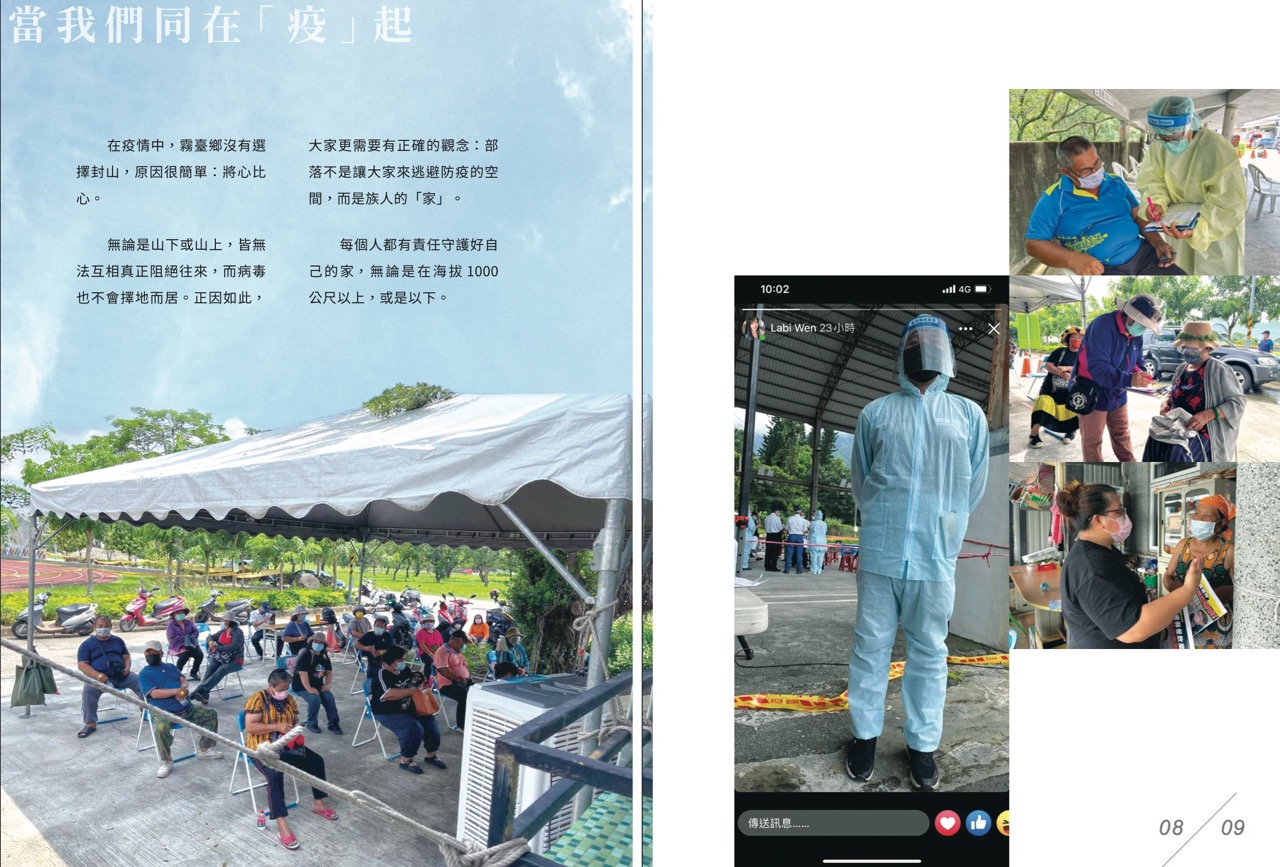 當我們同在「疫」起
在疫情中，霧臺鄉沒有選
擇封山，原因很簡單：將心比
心。
無論是山下或山上，皆無
法互相真正阻絕往來，而病毒
也不會擇地而居。正因如此，
大家更需要有正確的觀念：部
落不是讓大家來逃避防疫的空
間，而是族人的「家」。
每個人都有責任守護好自
己的家，無論是在海拔 1000
公尺以上，或是以下。
10:02
4G
Labi Wen 23小時
傳送訊息......
08
09